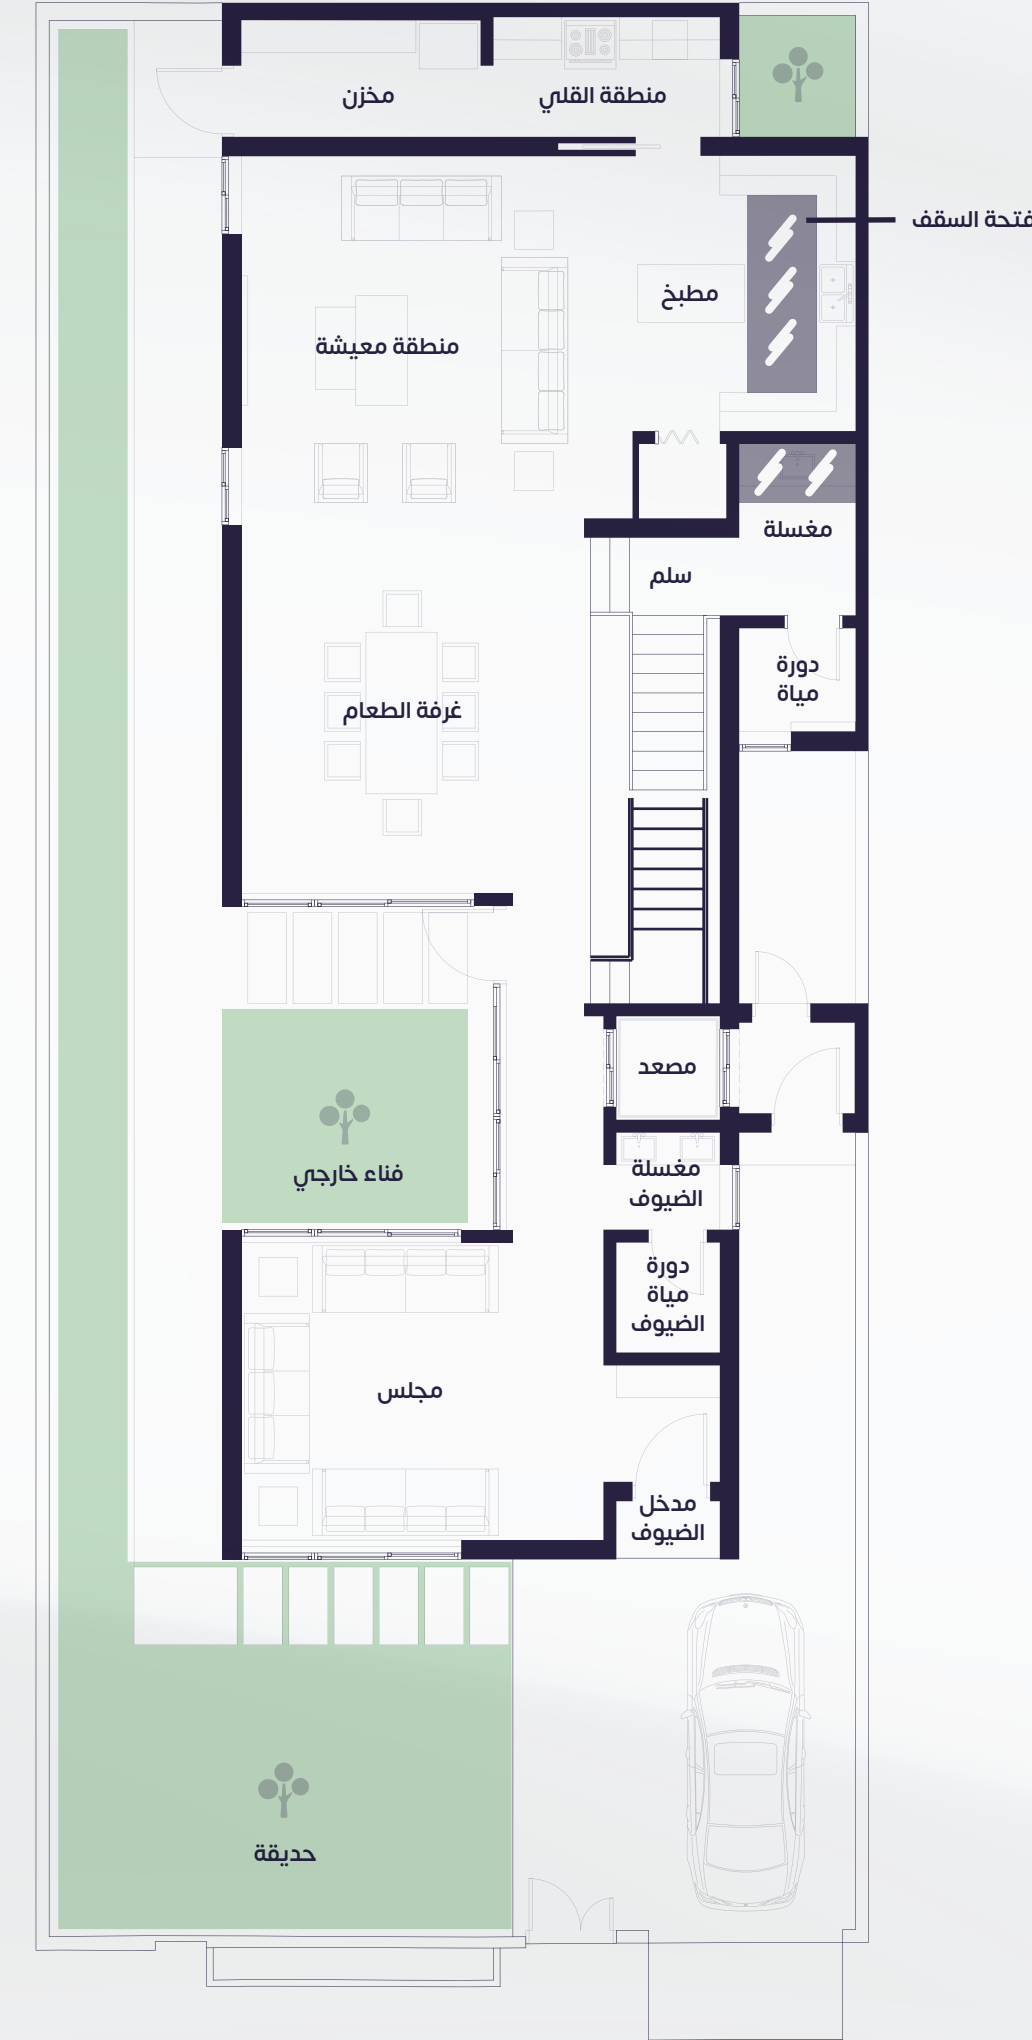 منطقة القلي
مخزن
فتحة السقف
مطبخ
منطقة معيشة
مغسلة
سلم
دورة
مياة
غرفة الطعام
مصعد
فناء خارجي
مغسلة
الضيوف
دورة
مياة
الضيوف
مجلس
مدخل
الضيوف
حديقة